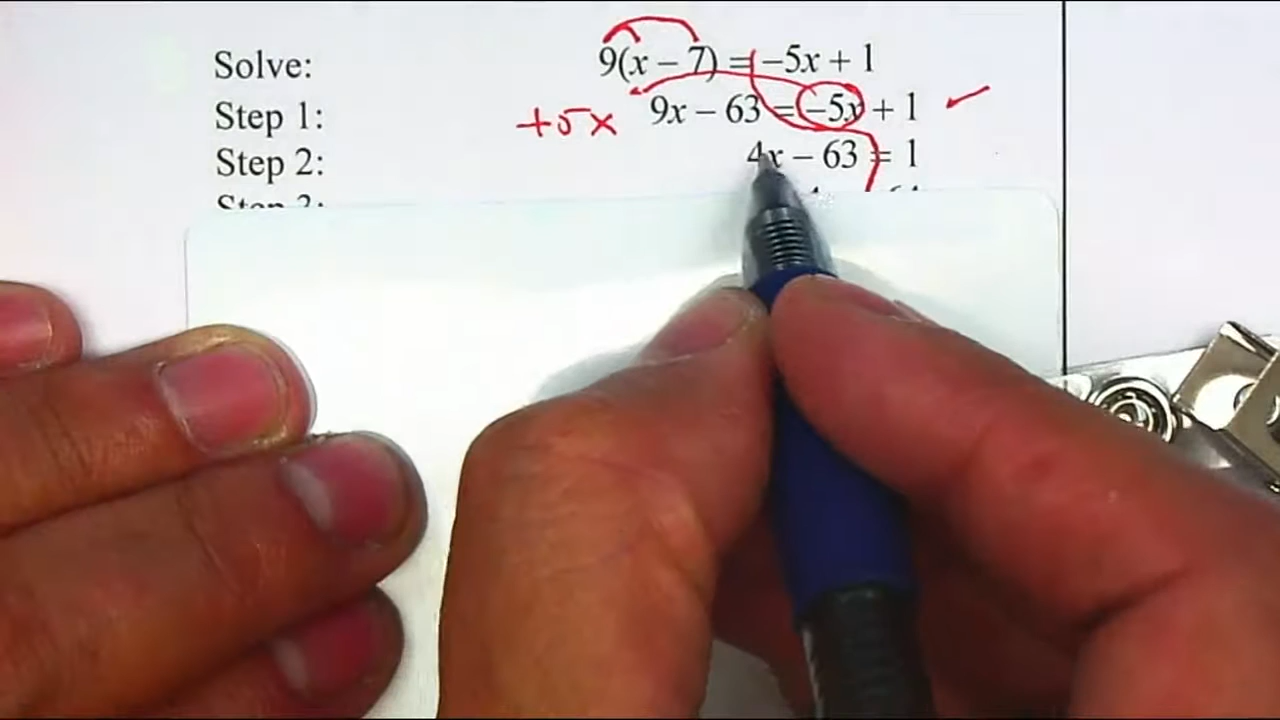 Solve: 9(x − 7) = −5x + 1
Step 1: +5x 9x − 63 = −5x + 1 ✓
Step 2: 4x − 63 = 1